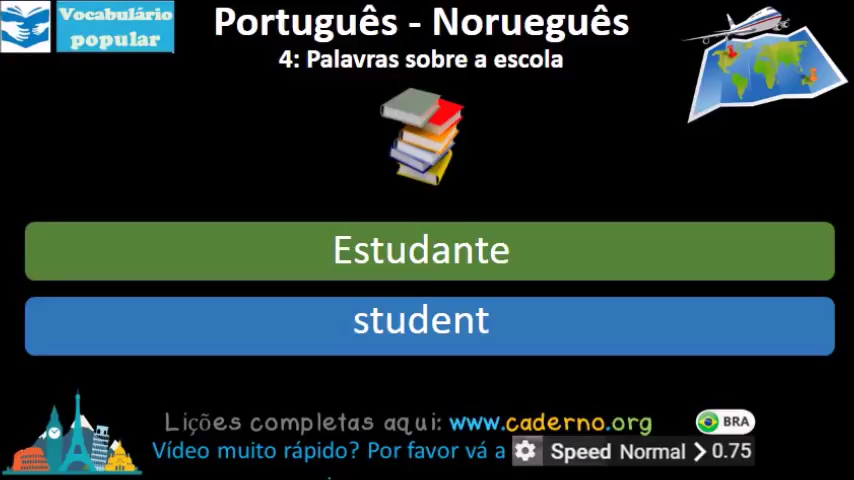 Vocabulário
popular
Português - Norueguês
4: Palavras sobre a escola
Estudante
student
Lições completas aqui: www.caderno.org
BRA
Vídeo muito rápido? Por favor vá a Speed Normal > 0.75